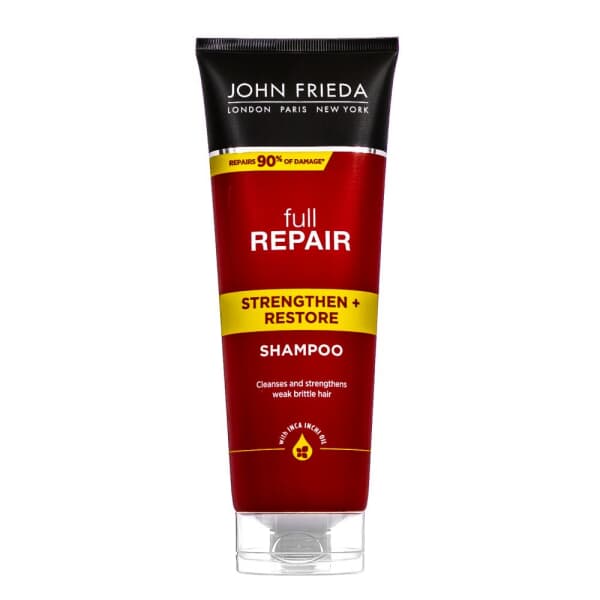 JOHN FRIEDA
LONDON PARIS NEW YORK
REPAIRS 90% OF DAMAGE*
full
REPAIR
STRENGTHEN +
RESTORE
SHAMPOO
Cleanses and strengthens
weak brittle hair
with INCA INCHI OIL